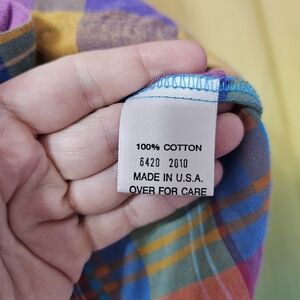 100% COTTON
6420 2010
MADE IN U.S.A.
OVER FOR CARE